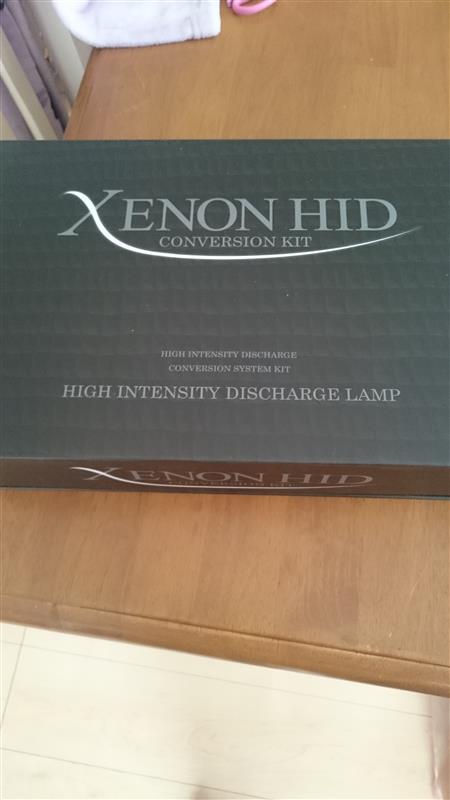 XENON HID
CONVERSION KIT
HIGH INTENSITY DISCHARGE
CONVERSION SYSTEM KIT
HIGH INTENSITY DISCHARGE LAMP
XENON HID
CONVERSION KIT